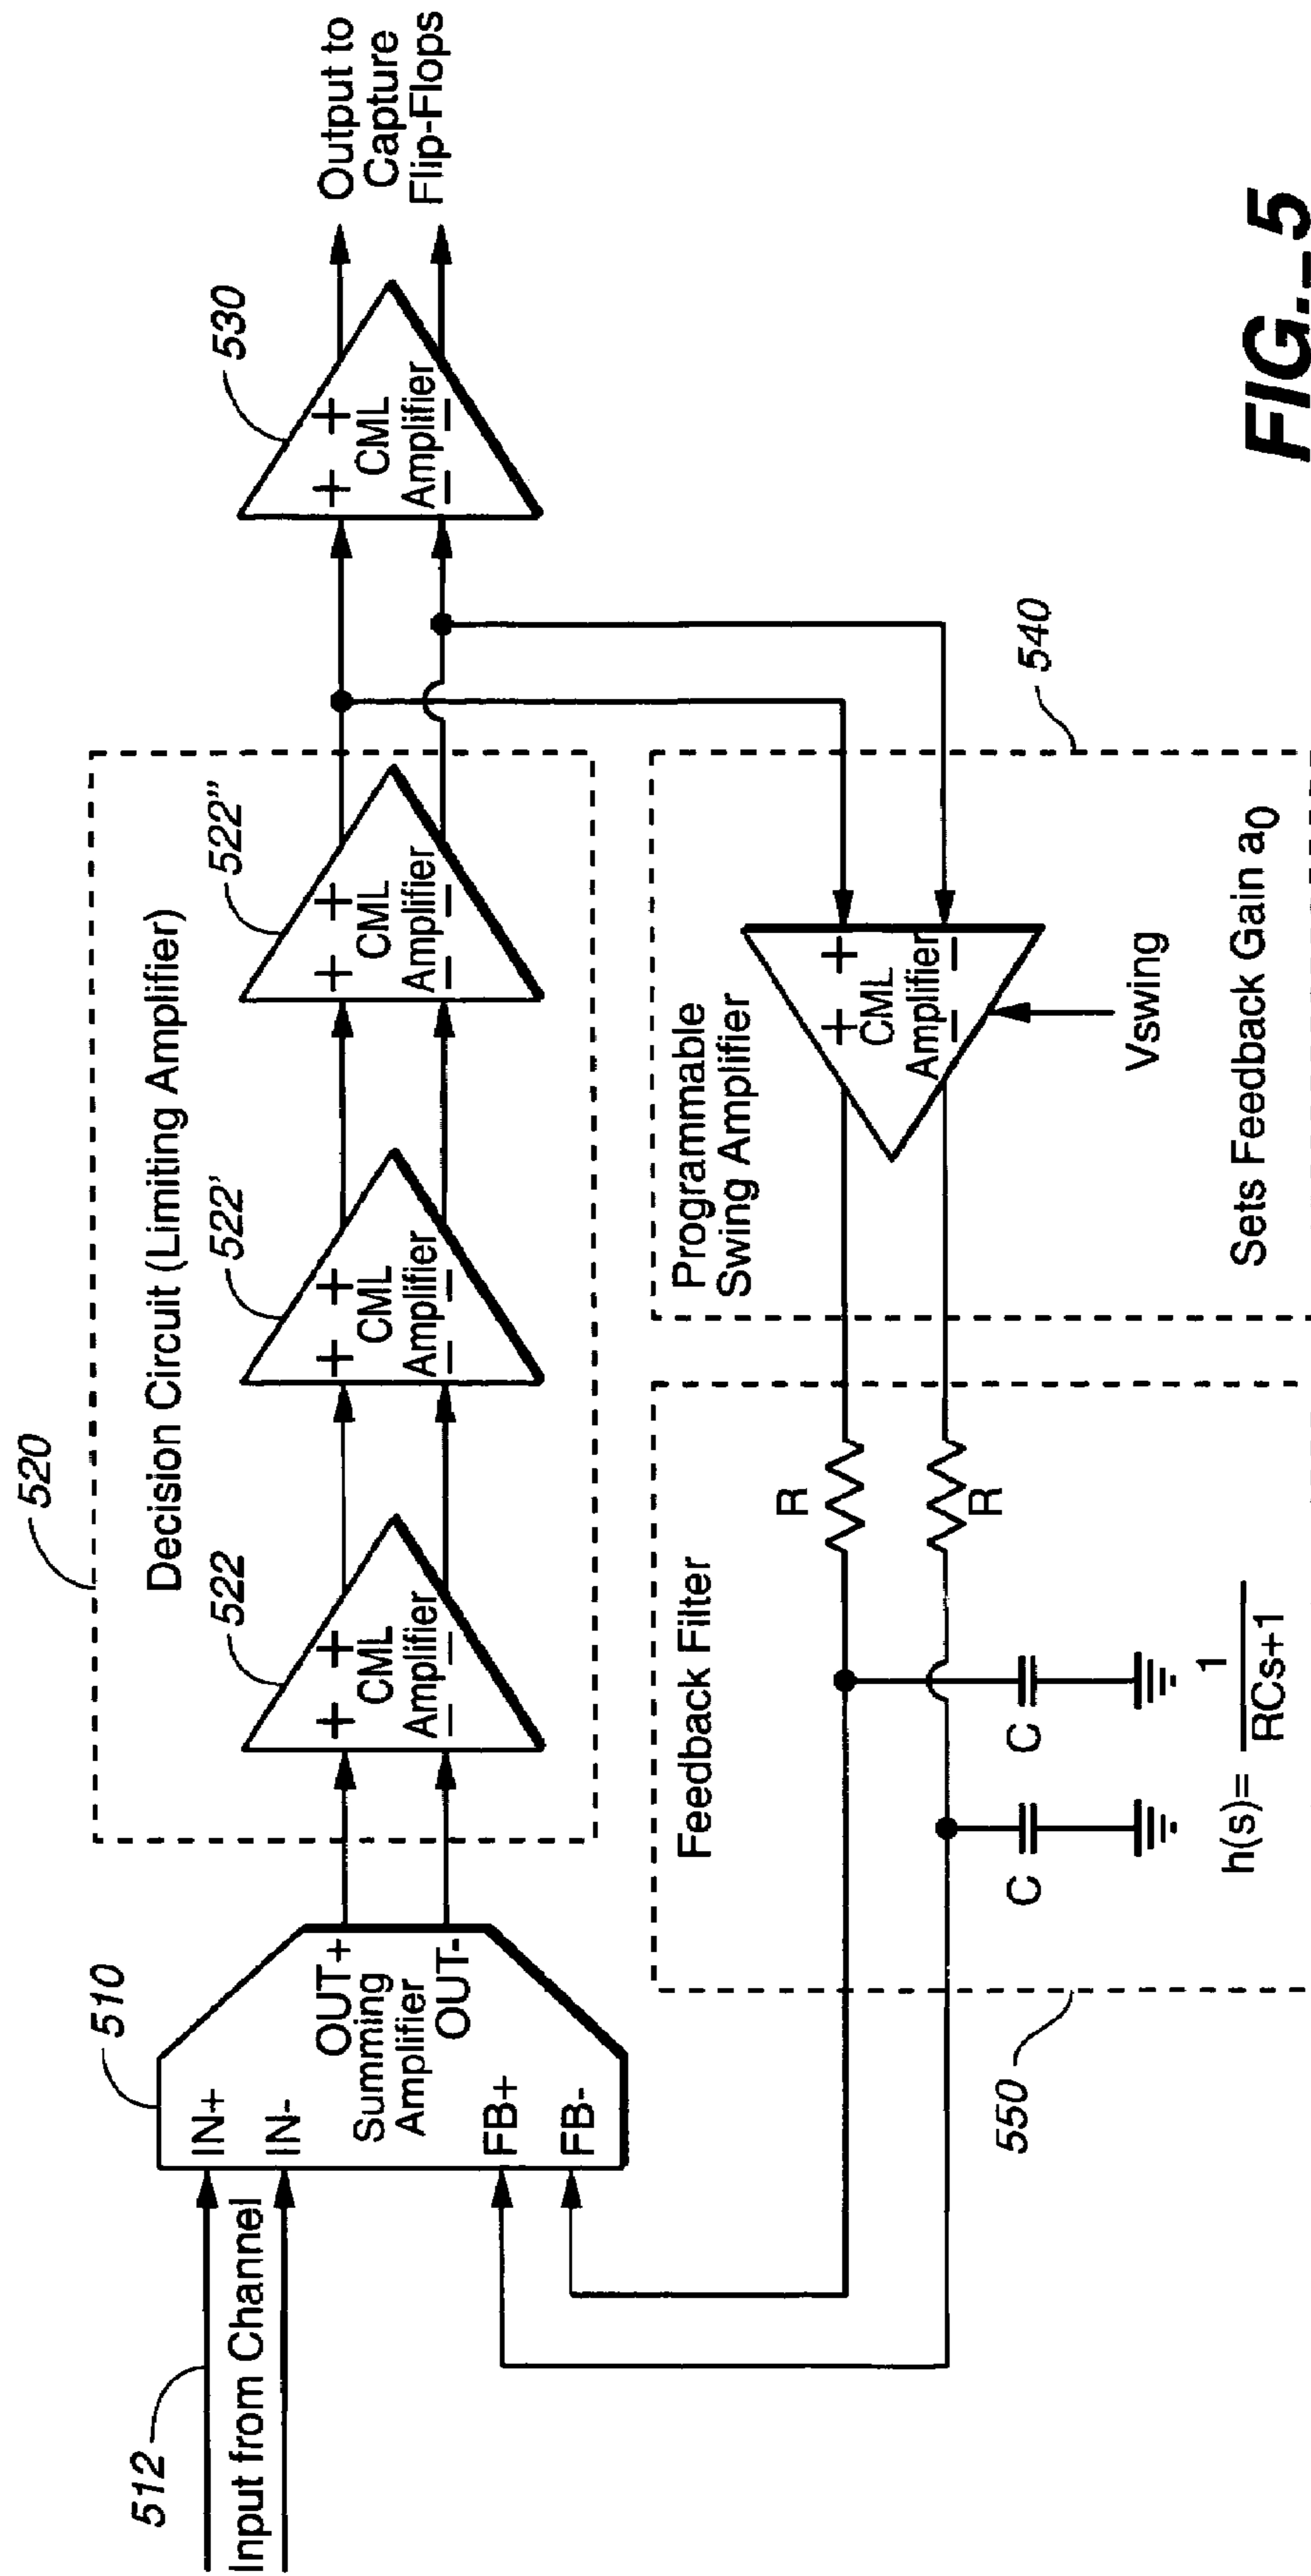 520
Decision Circuit (Limiting Amplifier)
510
522
522'
522"
530
512
Input from Channel
IN+
IN-
OUT+
Summing
Amplifier
OUT-
FB+
FB-
+ +
CML
Amplifier
− −
+ +
CML
Amplifier
− −
+ +
CML
Amplifier
− −
+ +
CML
Amplifier
− −
Output to
Capture
Flip-Flops
Feedback Filter
R
R
C
C
h(s)= 1
RCs+1
550
Programmable
Swing Amplifier
+ +
CML
Amplifier
− −
Vswing
Sets Feedback Gain a0
540
FIG._5